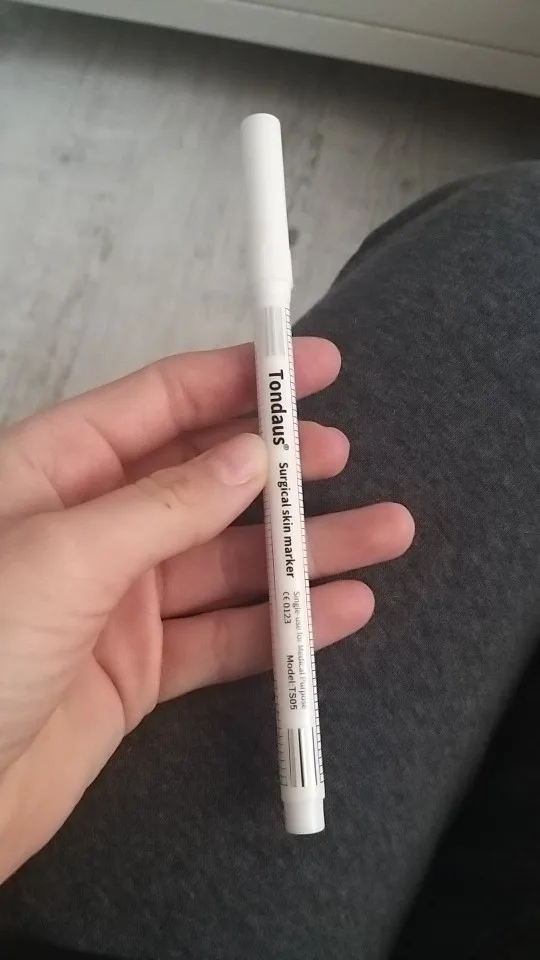 Tondaus® Surgical skin marker
Single use for Medical Purpose
CE 0123
Model TS05